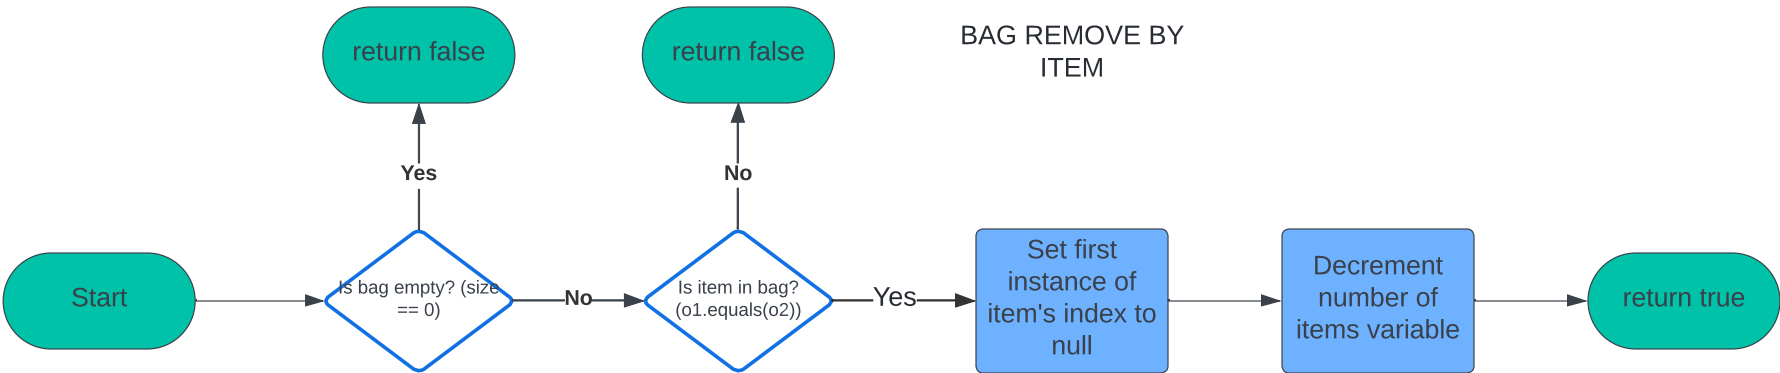 return false
return false
BAG REMOVE BY
ITEM
Yes
No
Start
Is bag empty? (size
== 0)
No
Is item in bag?
(o1.equals(o2))
Yes
Set first
instance of
item's index to
null
Decrement
number of
items variable
return true